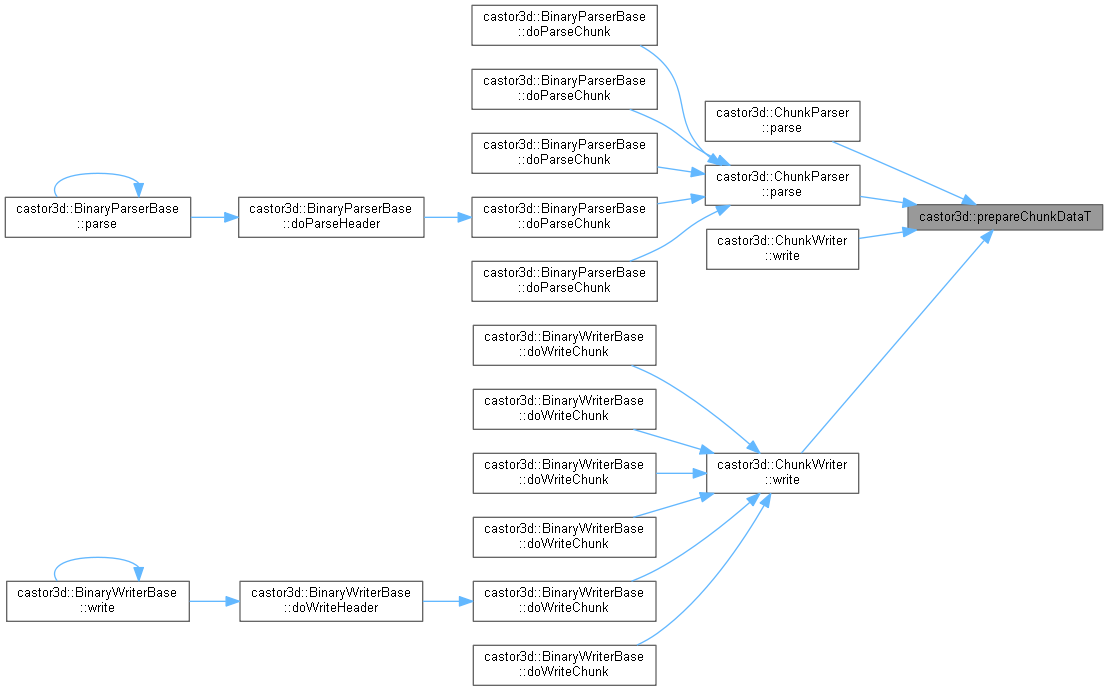 castor3d::BinaryParserBase
::doParseChunk
castor3d::BinaryParserBase
::doParseChunk
castor3d::ChunkParser
::parse
castor3d::BinaryParserBase
::doParseChunk
castor3d::ChunkParser
::parse
castor3d::BinaryParserBase
::parse
castor3d::BinaryParserBase
::doParseHeader
castor3d::BinaryParserBase
::doParseChunk
castor3d::prepareChunkDataT
castor3d::ChunkWriter
::write
castor3d::BinaryParserBase
::doParseChunk
castor3d::BinaryWriterBase
::doWriteChunk
castor3d::BinaryWriterBase
::doWriteChunk
castor3d::BinaryWriterBase
::doWriteChunk
castor3d::ChunkWriter
::write
castor3d::BinaryWriterBase
::doWriteChunk
castor3d::BinaryWriterBase
::write
castor3d::BinaryWriterBase
::doWriteHeader
castor3d::BinaryWriterBase
::doWriteChunk
castor3d::BinaryWriterBase
::doWriteChunk